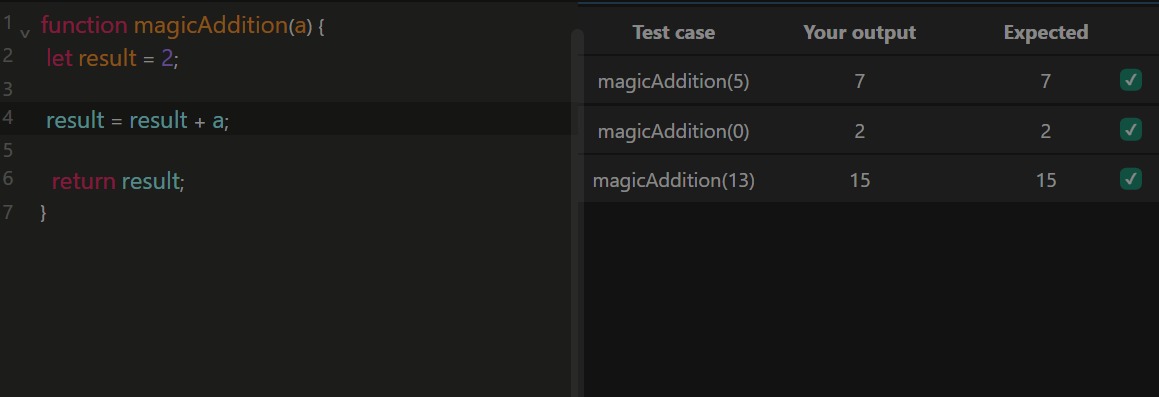 1 function magicAddition(a) {
2 let result = 2;
3
4 result = result + a;
5
6 return result;
7 }
Test case Your output Expected
magicAddition(5) 7 7
magicAddition(0) 2 2
magicAddition(13) 15 15